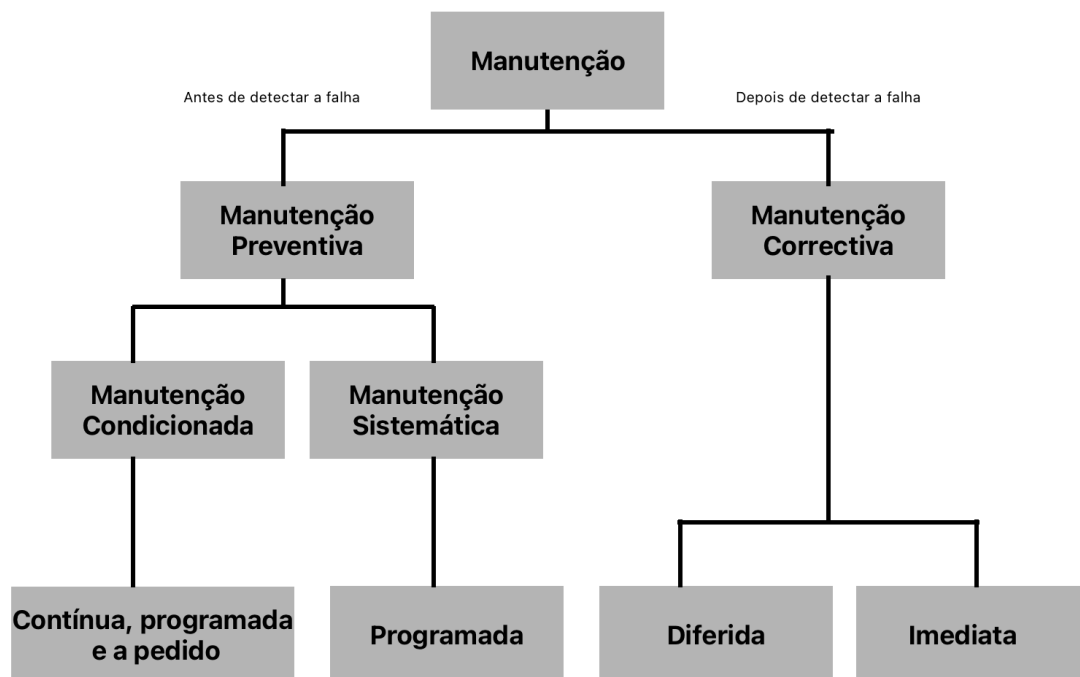 Manutenção
Antes de detectar a falha
Depois de detectar a falha
Manutenção
Preventiva
Manutenção
Correctiva
Manutenção
Condicionada
Manutenção
Sistemática
Contínua, programada
e a pedido
Programada
Diferida
Imediata